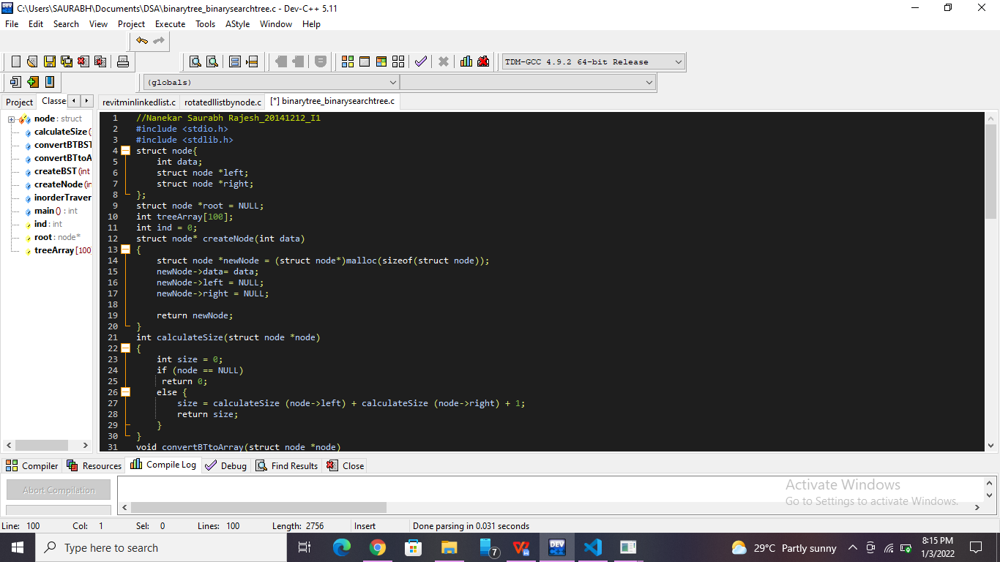 C:\Users\SAURABH\Documents\DSA\binarytree_binarysearchtree.c - Dev-C++ 5.11
File Edit Search View Project Execute Tools AStyle Window Help
TDM-GCC 4.9.2 64-bit Release
(globals)
Project Classe revitminlinkedlist.c rotatedllistbynode.c [*] binarytree_binarysearchtree.c
node : struct
calculateSize (
convertBTBST
convertBTtoA
createBST (int
createNode (in
inorderTraver
main () : int
ind : int
root : node*
treeArray [100]
1 //Nanekar Saurabh Rajesh_20141212_I1
2 #include <stdio.h>
3 #include <stdlib.h>
4 struct node{
5 int data;
6 struct node *left;
7 struct node *right;
8 };
9 struct node *root = NULL;
10 int treeArray[100];
11 int ind = 0;
12 struct node* createNode(int data)
13 {
14 struct node *newNode = (struct node*)malloc(sizeof(struct node));
15 newNode->data= data;
16 newNode->left = NULL;
17 newNode->right = NULL;
18
19 return newNode;
20 }
21 int calculateSize(struct node *node)
22 {
23 int size = 0;
24 if (node == NULL)
25 return 0;
26 else {
27 size = calculateSize (node->left) + calculateSize (node->right) + 1;
28 return size;
29 }
30 }
31 void convertBTtoArray(struct node *node)
Compiler Resources Compile Log Debug Find Results Close
Abort Compilation
Activate Windows
Go to Settings to activate Windows.
Line: 100 Col: 1 Sel: 0 Lines: 100 Length: 2756 Insert Done parsing in 0.031 seconds
Type here to search
7
DEV
29°C Partly sunny
8:15 PM
1/3/2022